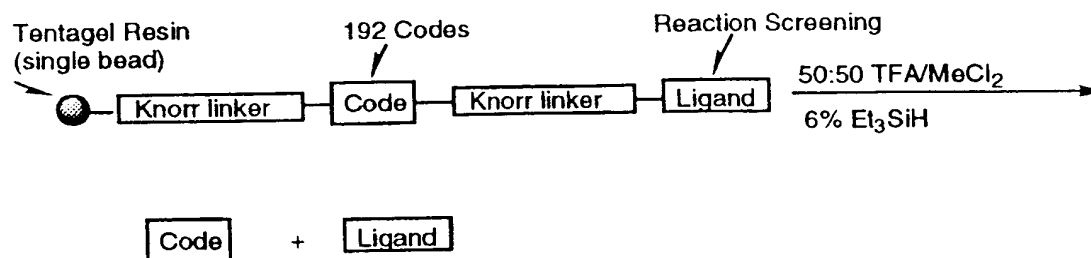 Tentagel Resin
(single bead)
192 Codes
Reaction Screening
Knorr linker
Code
Knorr linker
Ligand
50:50 TFA/MeCl₂
6% Et₃SiH
Code + Ligand